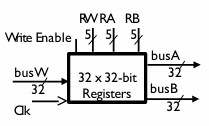 RW RA RB
Write Enable 5 5 5
busW
32
Clk
32 x 32-bit
Registers
busA
32
busB
32